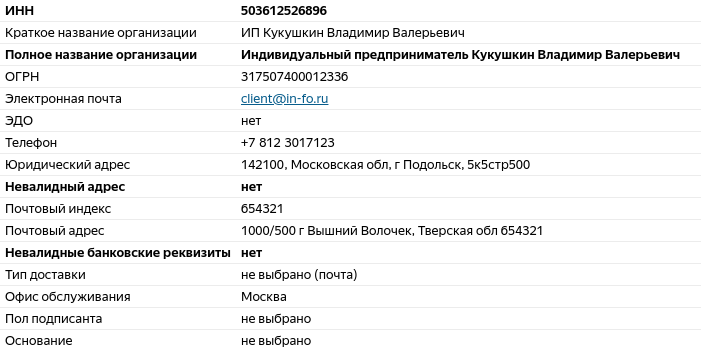 ИНН 503612526896
Краткое название организации ИП Кукушкин Владимир Валерьевич
Полное название организации Индивидуальный предприниматель Кукушкин Владимир Валерьевич
ОГРН 317507400012336
Электронная почта client@in-fo.ru
ЭДО нет
Телефон +7 812 3017123
Юридический адрес 142100, Московская обл, г Подольск, 5к5стр500
Невалидный адрес нет
Почтовый индекс 654321
Почтовый адрес 1000/500 г Вышний Волочек, Тверская обл 654321
Невалидные банковские реквизиты нет
Тип доставки не выбрано (почта)
Офис обслуживания Москва
Пол подписанта не выбрано
Основание не выбрано